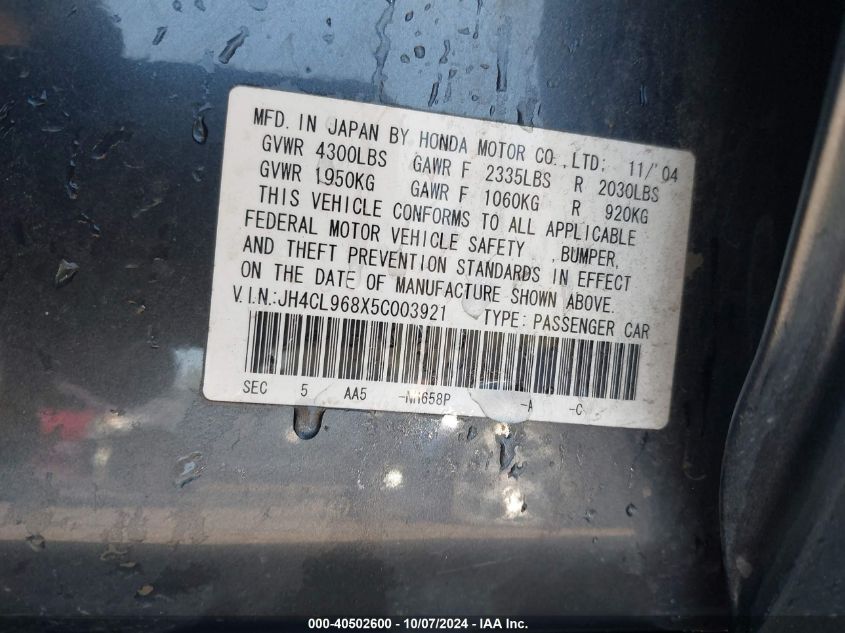 MFD. IN JAPAN BY HONDA MOTOR CO.,LTD; 11/'04
GVWR 4300LBS GAWR F 2335LBS R 2030LBS
GVWR 1950KG GAWR F 1060KG R 920KG
THIS VEHICLE CONFORMS TO ALL APPLICABLE
FEDERAL MOTOR VEHICLE SAFETY ,BUMPER,
AND THEFT PREVENTION STANDARDS IN EFFECT
ON THE DATE OF MANUFACTURE SHOWN ABOVE.
V.I.N.:JH4CL968X5C003921 TYPE: PASSENGER CAR
SEC 5 AA5 -NH658P -A -C
000-40502600 - 10/07/2024 - IAA Inc.